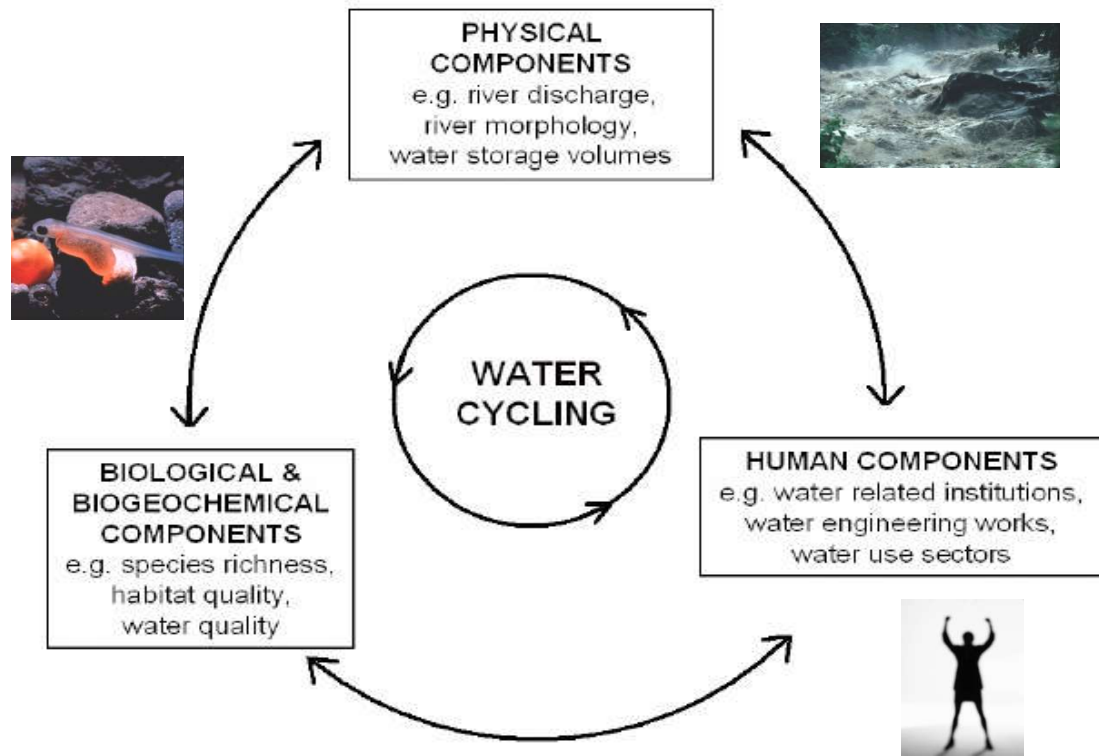 PHYSICAL
COMPONENTS
e.g. river discharge,
river morphology,
water storage volumes
WATER
CYCLING
BIOLOGICAL &
BIOGEOCHEMICAL
COMPONENTS
e.g. species richness,
habitat quality,
water quality
HUMAN COMPONENTS
e.g. water related institutions,
water engineering works,
water use sectors